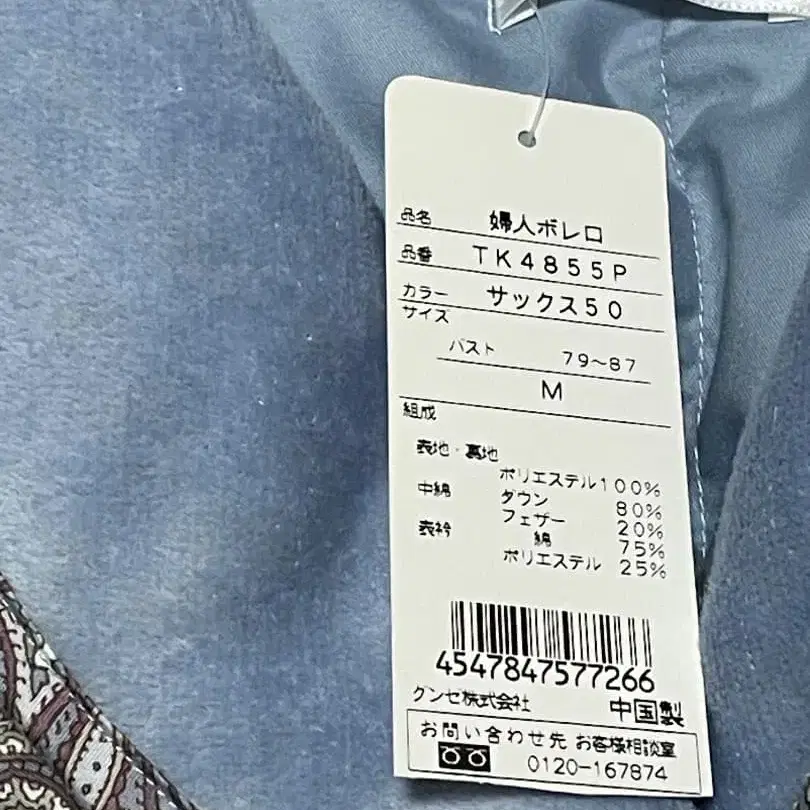 品名 婦人ボレロ
品番 TK4855P
カラー サックス50
サイズ
バスト 79～87
M
組成
表地・裏地 ポリエステル100%
中綿 ダウン 80%
フェザー 20%
表衿 綿 75%
ポリエステル 25%
4547847577266
グンゼ株式会社 中国製
お問い合わせ先 お客様相談室
0120-167874